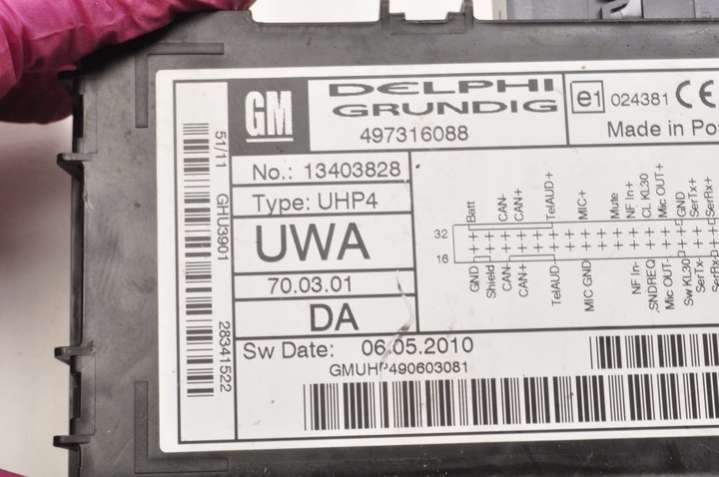 GM
DELPHI
GRUNDIG
497316088
e1 024381 CE
Made in Po
No.: 13403828
Type: UHP4
UWA
70.03.01
DA
Sw Date: 06.05.2010
GMUHP490603081
51/11 GHU3901 28341522
Batt CAN- CAN+ TelAUD+ MIC+ Mute NF In+ CL KL30 Mic OUT+ GND SerTx+ SerRx+
32
16
GND Shield CAN- CAN+ TelAUD- MIC GND NF In- SNDREQ Mic OUT- Sw KL30 SerTx- SerRx-